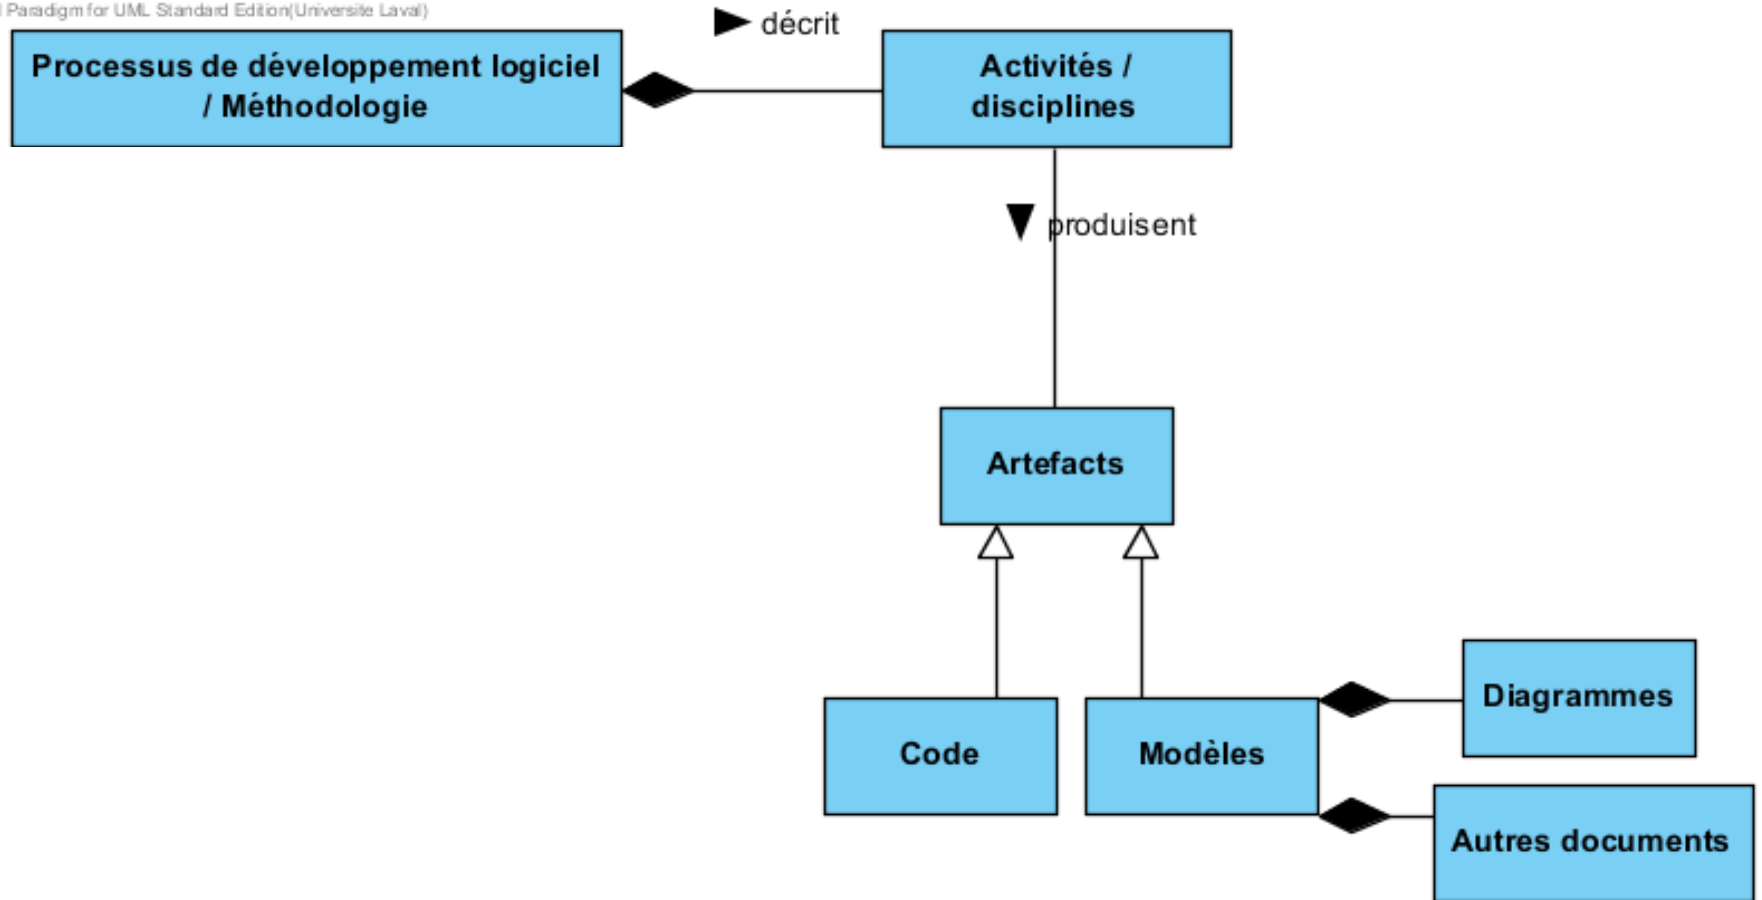 Paradigm for UML Standard Edition(Universite Laval)
décrit
Processus de développement logiciel
/ Méthodologie
Activités /
disciplines
produisent
Artefacts
Code
Modèles
Diagrammes
Autres documents